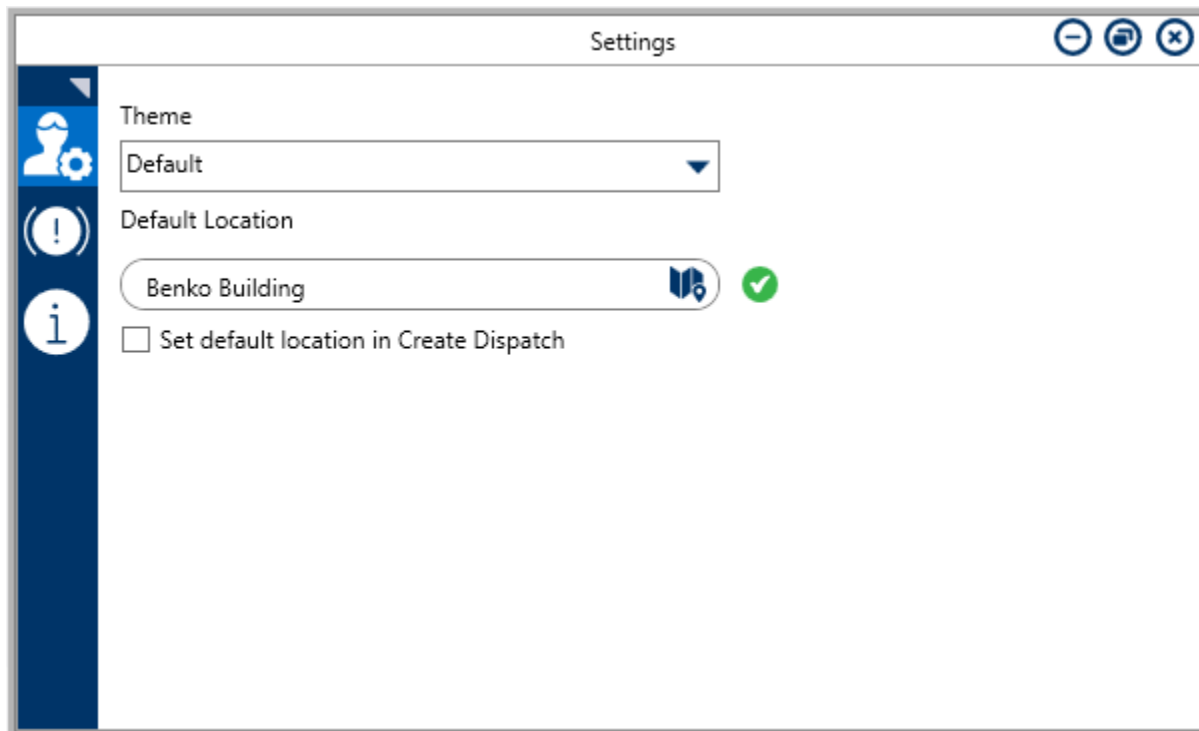 Settings
Theme
Default
Default Location
Benko Building
Set default location in Create Dispatch